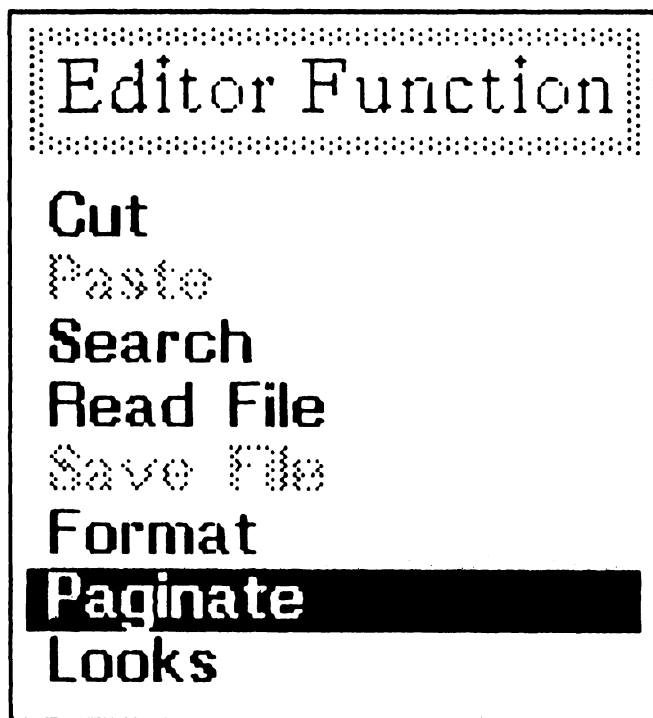 Editor Function
Cut
Paste
Search
Read File
Save File
Format
Paginate
Looks